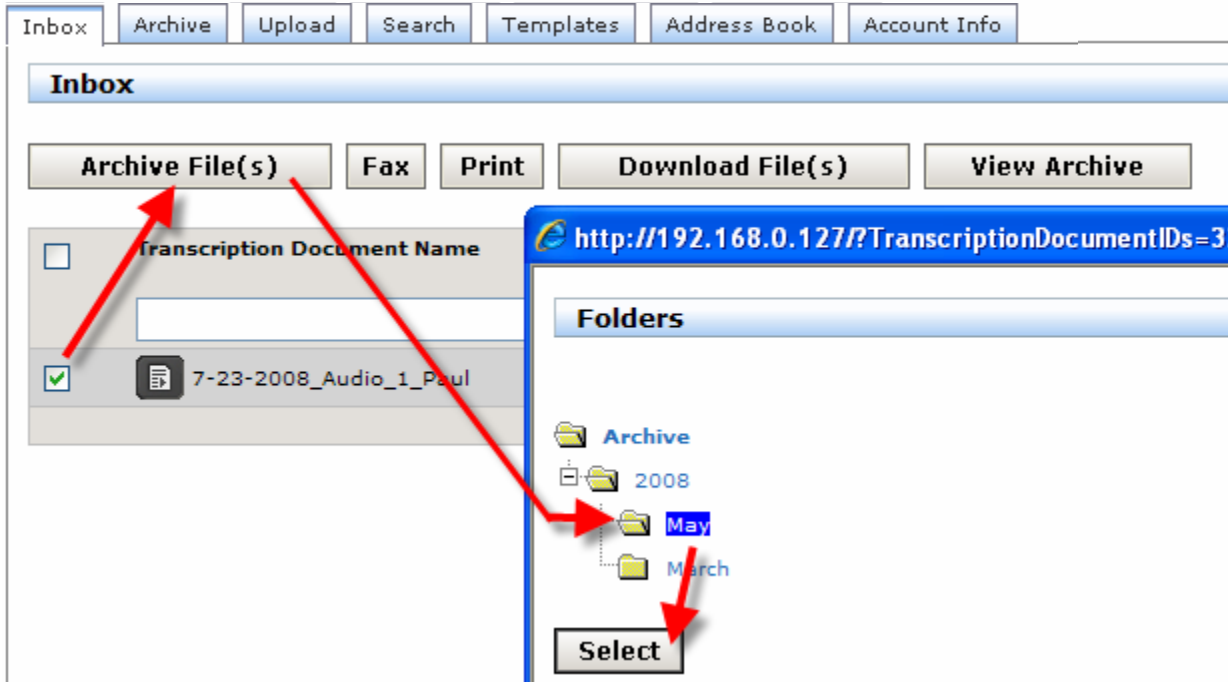 Inbox Archive Upload Search Templates Address Book Account Info
Inbox
Archive File(s) Fax Print Download File(s) View Archive
Transcription Document Name
7-23-2008_Audio_1_Paul
http://192.168.0.127/?TranscriptionDocumentIDs=3
Folders
Archive
2008
May
March
Select